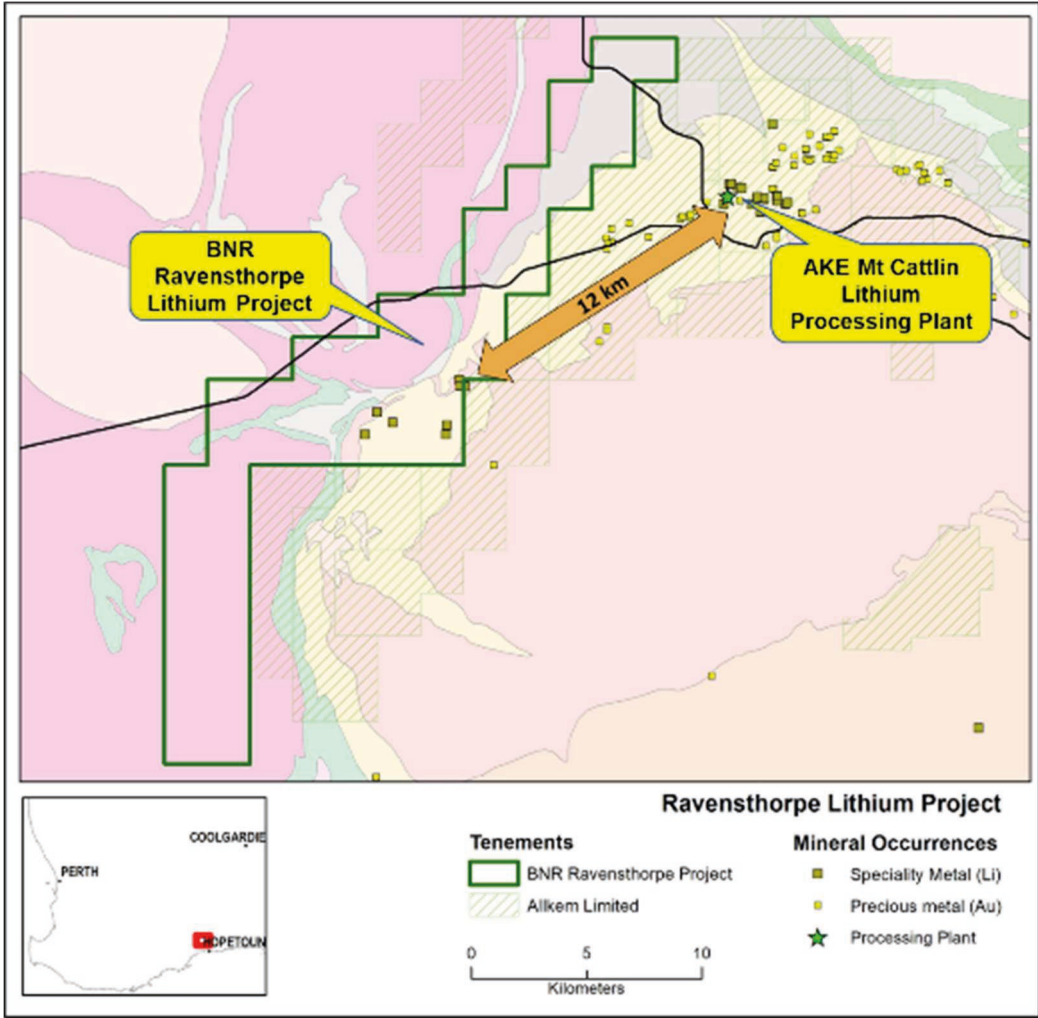 BNR
Ravensthorpe
Lithium Project
AKE Mt Cattlin
Lithium
Processing Plant
12 km
Ravensthorpe Lithium Project
COOLGARDIE
PERTH
HOPETOUN
Tenements
BNR Ravensthorpe Project
Allkem Limited
0 5 10
Kilometers
Mineral Occurrences
Speciality Metal (Li)
Precious metal (Au)
Processing Plant